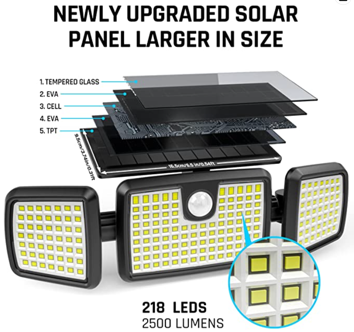 NEWLY UPGRADED SOLAR
PANEL LARGER IN SIZE
1. TEMPERED GLASS
2. EVA
3. CELL
4. EVA
5. TPT
218 LEDS
2500 LUMENS